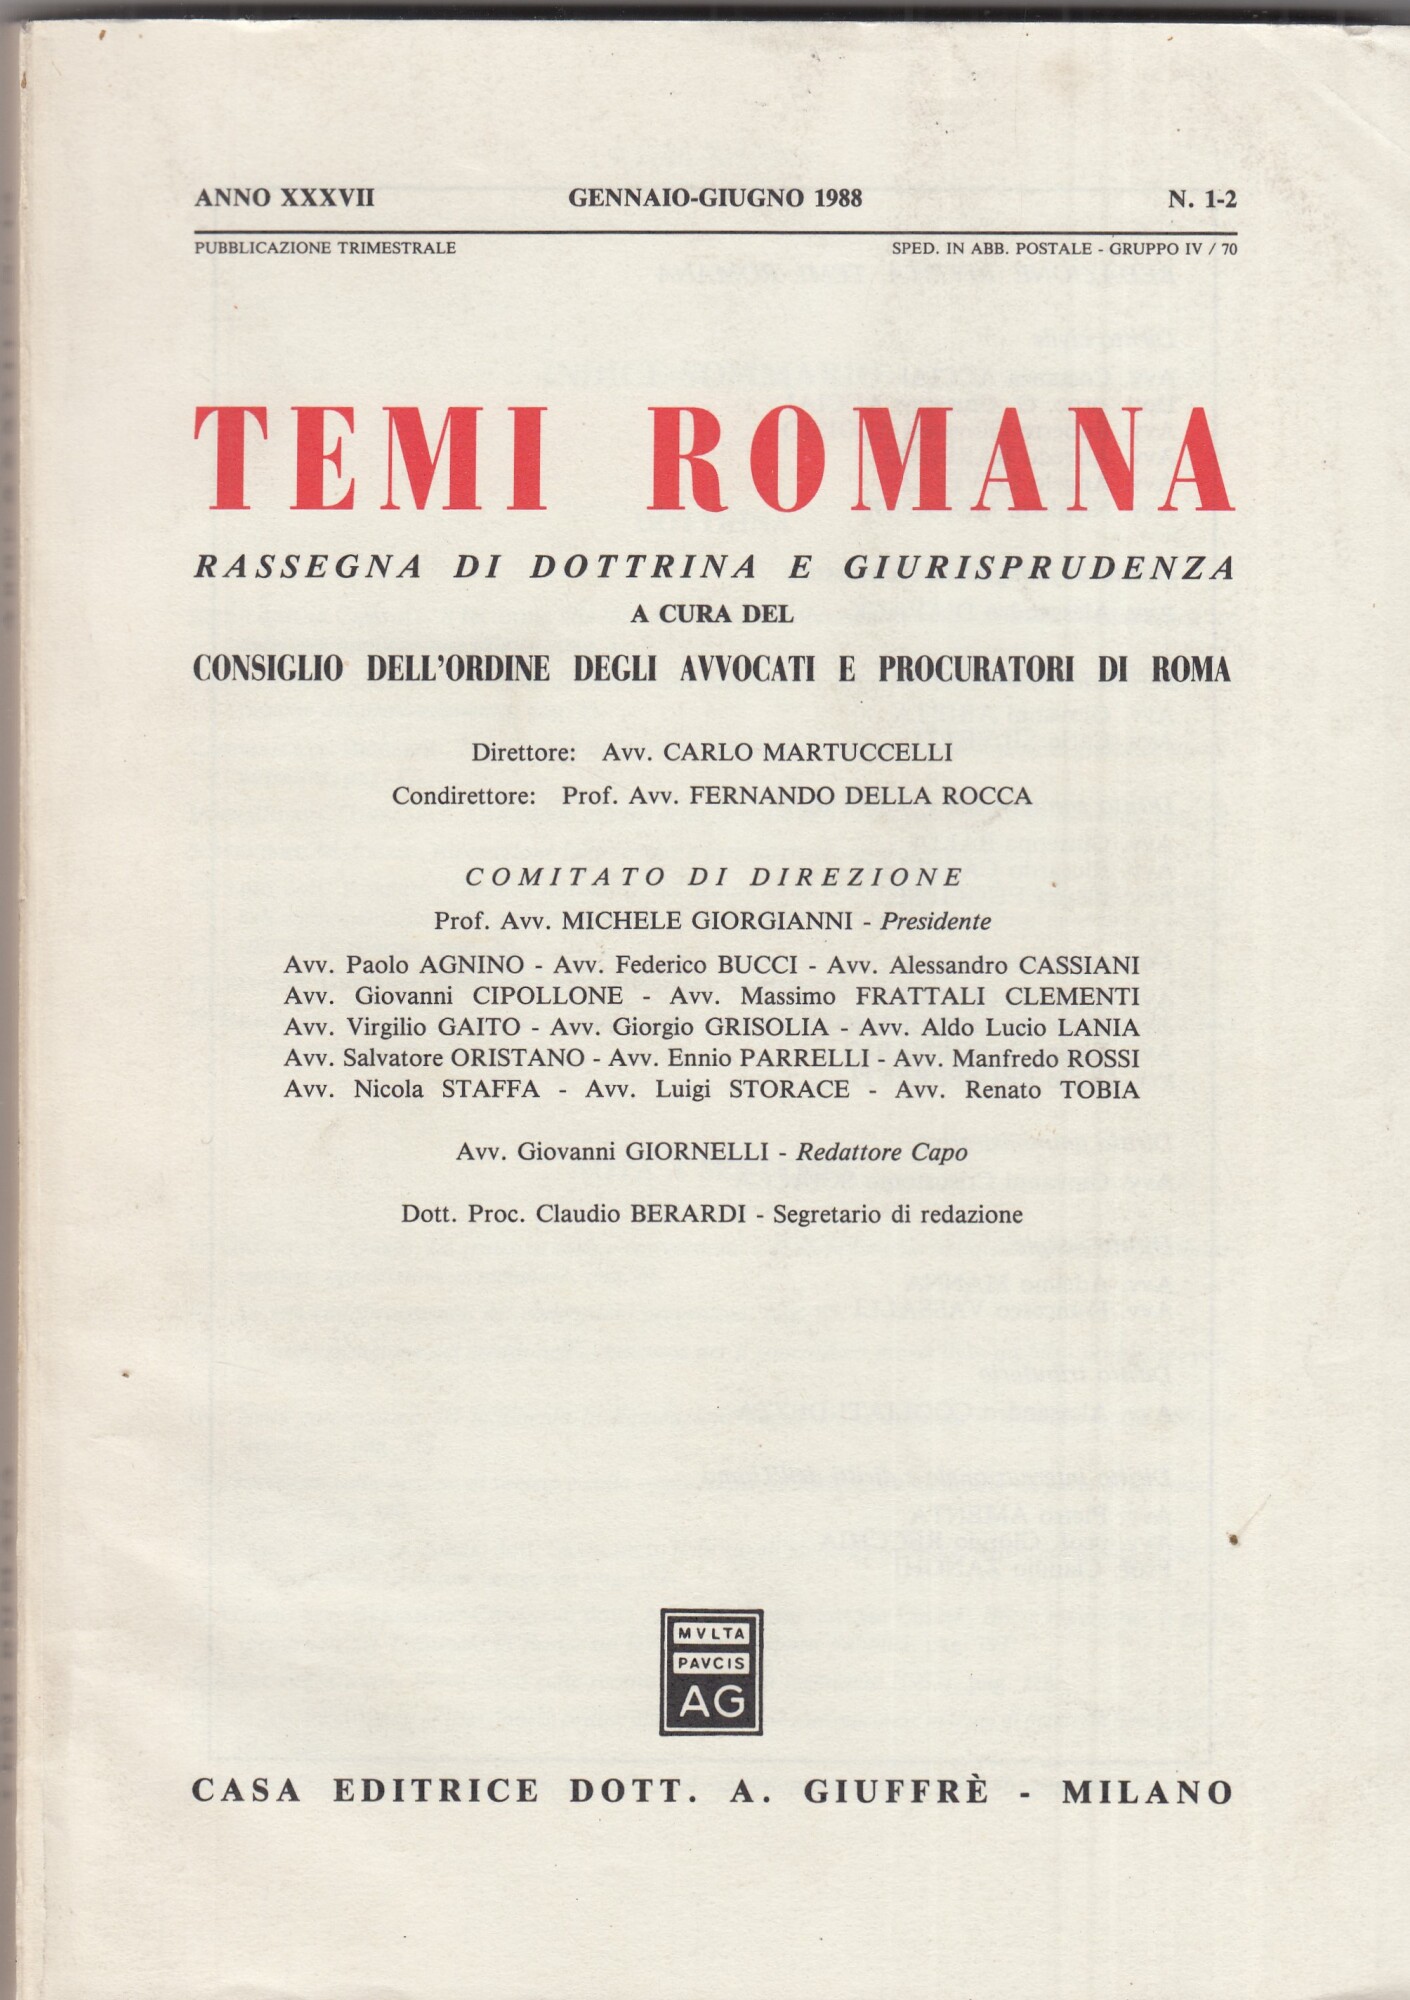 ANNO XXXVII GENNAIO-GIUGNO 1988 N. 1-2
PUBBLICAZIONE TRIMESTRALE SPED. IN ABB. POSTALE - GRUPPO IV / 70
TEMI ROMANA
RASSEGNA DI DOTTRINA E GIURISPRUDENZA
A CURA DEL
CONSIGLIO DELL'ORDINE DEGLI AVVOCATI E PROCURATORI DI ROMA
Direttore: Avv. CARLO MARTUCCELLI
Condirettore: Prof. Avv. FERNANDO DELLA ROCCA
COMITATO DI DIREZIONE
Prof. Avv. MICHELE GIORGIANNI - Presidente
Avv. Paolo AGNINO - Avv. Federico BUCCI - Avv. Alessandro CASSIANI
Avv. Giovanni CIPOLLONE - Avv. Massimo FRATTALI CLEMENTI
Avv. Virgilio GAITO - Avv. Giorgio GRISOLIA - Avv. Aldo Lucio LANIA
Avv. Salvatore ORISTANO - Avv. Ennio PARRELLI - Avv. Manfredo ROSSI
Avv. Nicola STAFFA - Avv. Luigi STORACE - Avv. Renato TOBIA
Avv. Giovanni GIORNELLI - Redattore Capo
Dott. Proc. Claudio BERARDI - Segretario di redazione
MVLTA
PAVCIS
AG
CASA EDITRICE DOTT. A. GIUFFRÈ - MILANO